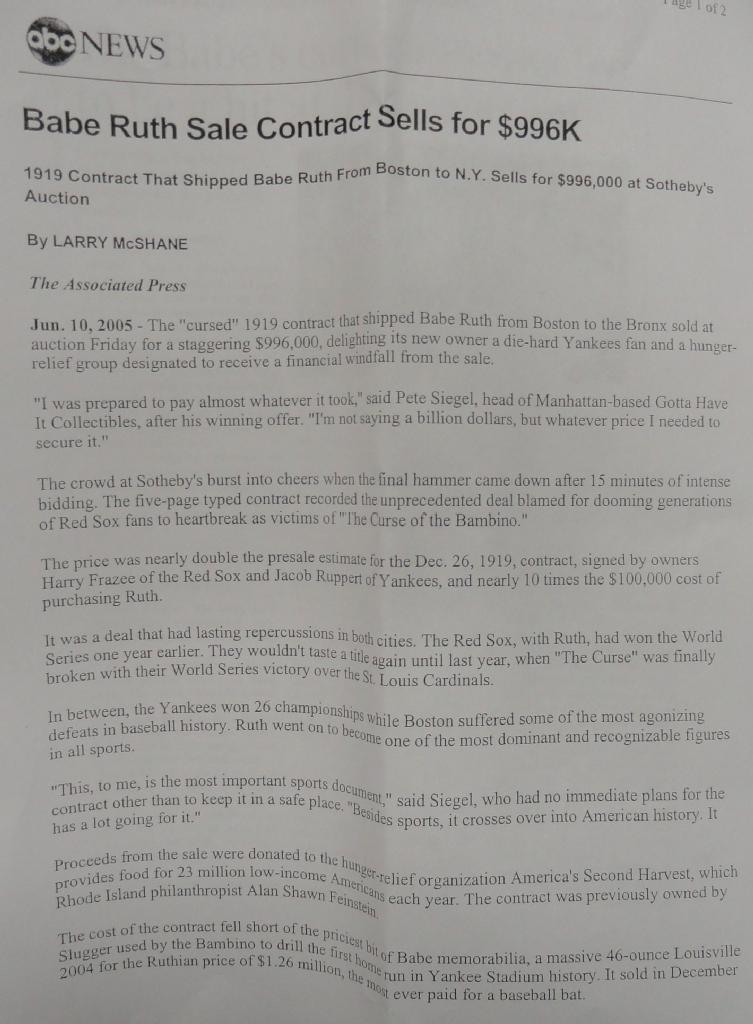 Page 1 of 2
abc NEWS
Babe Ruth Sale Contract Sells for $996K
1919 Contract That Shipped Babe Ruth From Boston to N.Y. Sells for $996,000 at Sotheby's
Auction
By LARRY McSHANE
The Associated Press
Jun. 10, 2005 - The "cursed" 1919 contract that shipped Babe Ruth from Boston to the Bronx sold at
auction Friday for a staggering $996,000, delighting its new owner a die-hard Yankees fan and a hunger-
relief group designated to receive a financial windfall from the sale.
"I was prepared to pay almost whatever it took," said Pete Siegel, head of Manhattan-based Gotta Have
It Collectibles, after his winning offer. "I'm not saying a billion dollars, but whatever price I needed to
secure it."
The crowd at Sotheby's burst into cheers when the final hammer came down after 15 minutes of intense
bidding. The five-page typed contract recorded the unprecedented deal blamed for dooming generations
of Red Sox fans to heartbreak as victims of "The Curse of the Bambino."
The price was nearly double the presale estimate for the Dec. 26, 1919, contract, signed by owners
Harry Frazee of the Red Sox and Jacob Ruppert of Yankees, and nearly 10 times the $100,000 cost of
purchasing Ruth.
It was a deal that had lasting repercussions in both cities. The Red Sox, with Ruth, had won the World
Series one year earlier. They wouldn't taste a title again until last year, when "The Curse" was finally
broken with their World Series victory over the St. Louis Cardinals.
In between, the Yankees won 26 championships while Boston suffered some of the most agonizing
defeats in baseball history. Ruth went on to become one of the most dominant and recognizable figures
in all sports.
"This, to me, is the most important sports document," said Siegel, who had no immediate plans for the
contract other than to keep it in a safe place. "Besides sports, it crosses over into American history. It
has a lot going for it."
Proceeds from the sale were donated to the hunger-relief organization America's Second Harvest, which
provides food for 23 million low-income Americans each year. The contract was previously owned by
Rhode Island philanthropist Alan Shawn Feinstein.
The cost of the contract fell short of the priciest bit of Babe memorabilia, a massive 46-ounce Louisville
Slugger used by the Bambino to drill the first home run in Yankee Stadium history. It sold in December
2004 for the Ruthian price of $1.26 million, the most ever paid for a baseball bat.